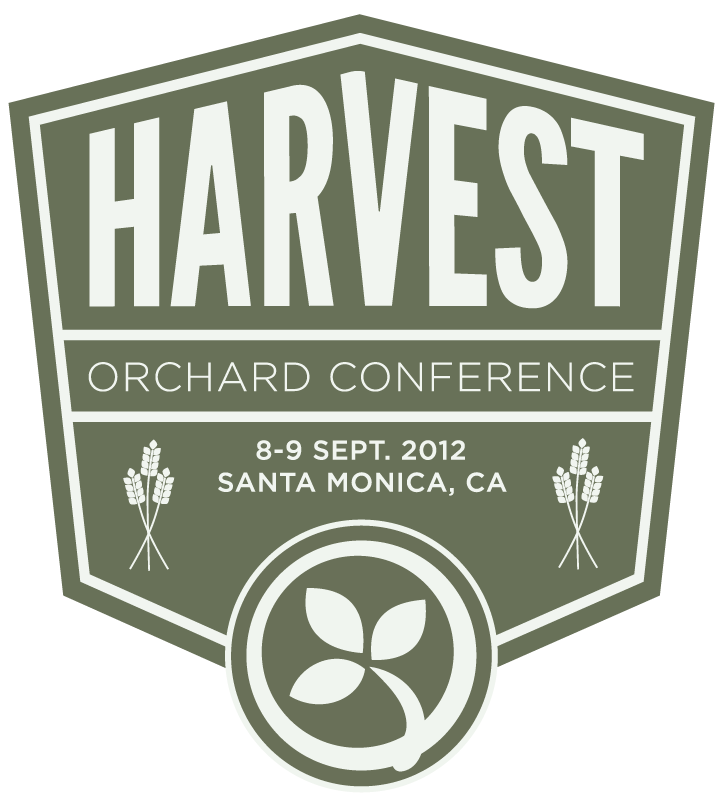 HARVEST
ORCHARD CONFERENCE
8-9 SEPT. 2012
SANTA MONICA, CA